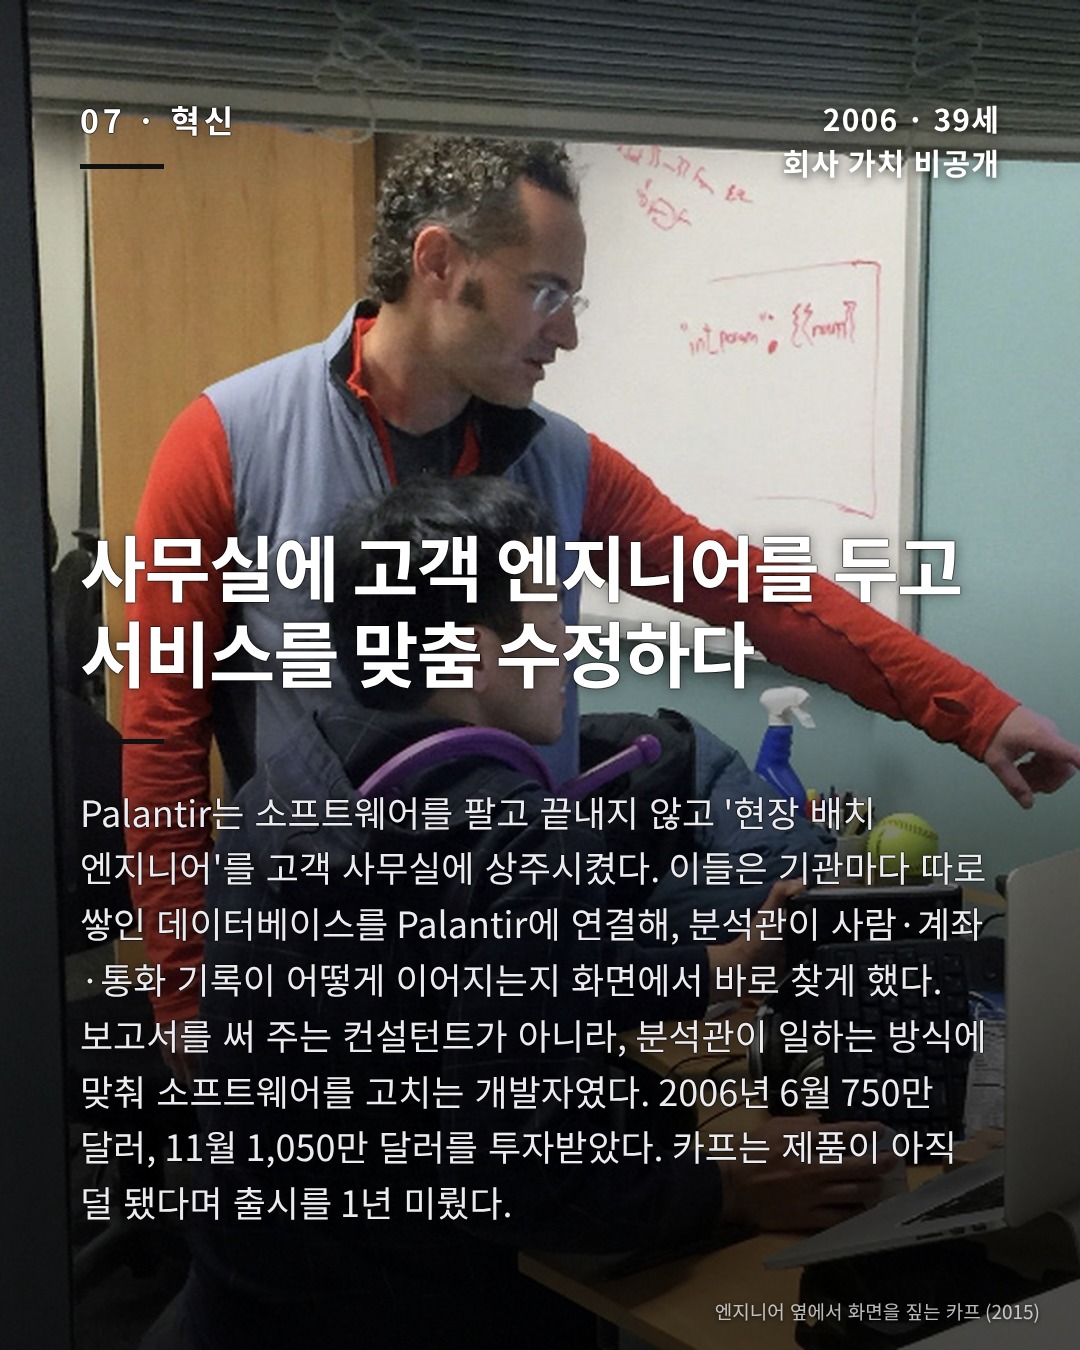 07 · 혁신
2006 · 39세
회사 가치 비공개
"int param": {{num}}
사무실에 고객 엔지니어를 두고
서비스를 맞춤 수정하다
Palantir는 소프트웨어를 팔고 끝내지 않고 '현장 배치
엔지니어'를 고객 사무실에 상주시켰다. 이들은 기관마다 따로
쌓인 데이터베이스를 Palantir에 연결해, 분석관이 사람·계좌
·통화 기록이 어떻게 이어지는지 화면에서 바로 찾게 했다.
보고서를 써 주는 컨설턴트가 아니라, 분석관이 일하는 방식에
맞춰 소프트웨어를 고치는 개발자였다. 2006년 6월 750만
달러, 11월 1,050만 달러를 투자받았다. 카프는 제품이 아직
덜 됐다며 출시를 1년 미뤘다.
엔지니어 옆에서 화면을 짚는 카프 (2015)